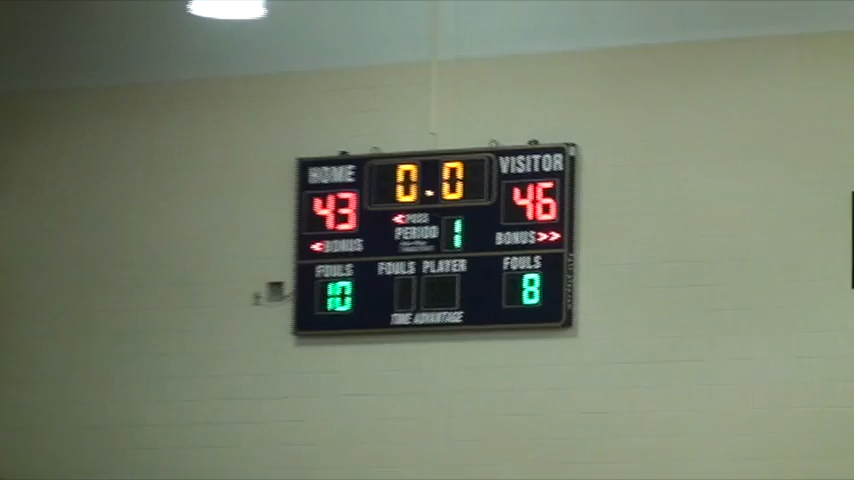 HOME 0.0 VISITOR
43 46
<POSS
PERIOD 1
<BONUS BONUS>>
FOULS FOULS PLAYER FOULS
10 8
TIME ADVANTAGE